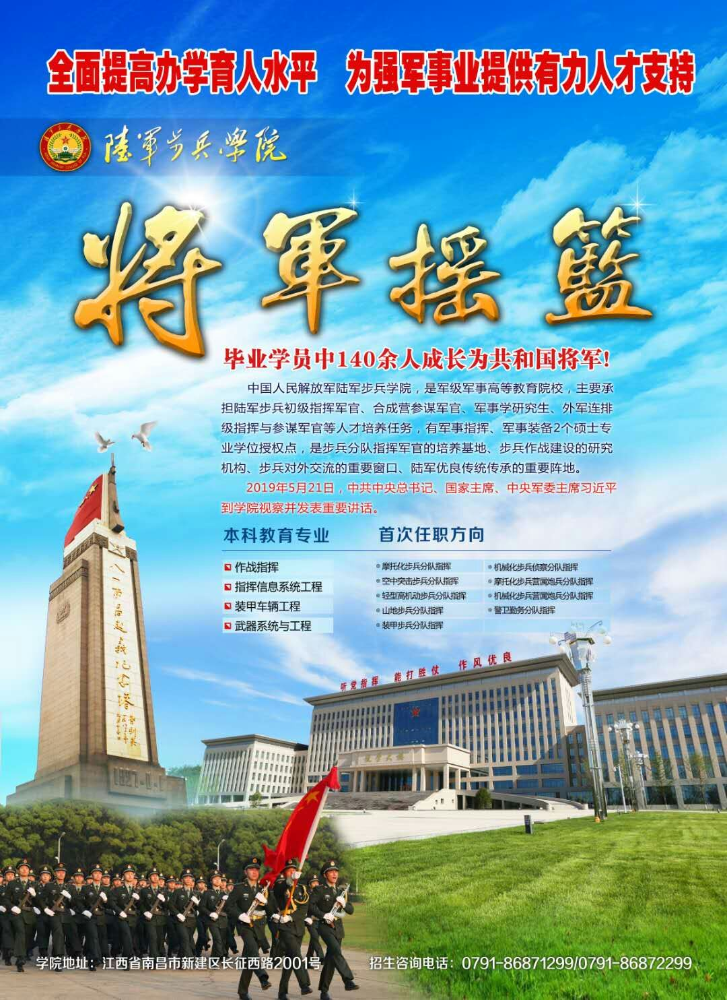 全面提高办学育人水平　为强军事业提供有力人才支持
陸軍步兵學院
将軍摇籃
毕业学员中140余人成长为共和国将军!
中国人民解放军陆军步兵学院，是军级军事高等教育院校，主要承
担陆军步兵初级指挥军官、合成营参谋军官、军事学研究生、外军连排
级指挥与参谋军官等人才培养任务，有军事指挥、军事装备2个硕士专
业学位授权点，是步兵分队指挥军官的培养基地、步兵作战建设的研究
机构、步兵对外交流的重要窗口、陆军优良传统传承的重要阵地。
2019年5月21日，中共中央总书记、国家主席、中央军委主席习近平
到学院视察并发表重要讲话。
本科教育专业
作战指挥
指挥信息系统工程
装甲车辆工程
武器系统与工程
首次任职方向
摩托化步兵分队指挥
空中突击步兵分队指挥
轻型高机动步兵分队指挥
山地步兵分队指挥
装甲步兵分队指挥
机械化步兵侦察分队指挥
摩托化步兵营属炮兵分队指挥
机械化步兵营属炮兵分队指挥
警卫勤务分队指挥
八一南昌起義纪念塔
听党指挥　能打胜仗　作风优良
1927·8·1
学院地址：江西省南昌市新建区长征西路2001号
招生咨询电话：0791-86871299/0791-86872299